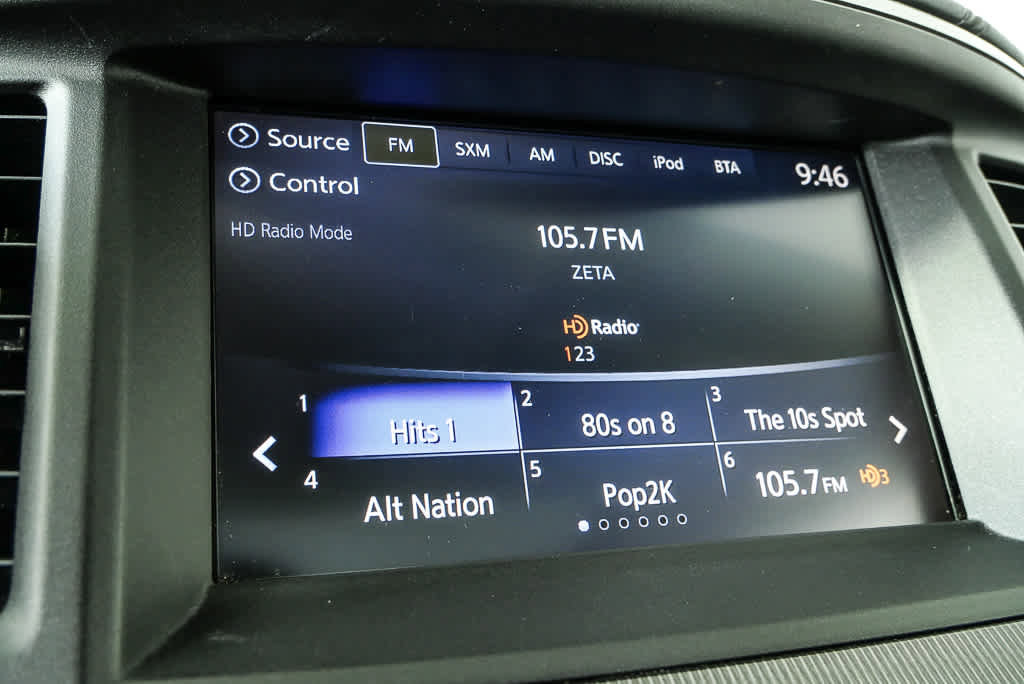 Source FM SXM AM DISC iPod BTA 9:46
Control
HD Radio Mode
105.7 FM
ZETA
HD Radio
123
1 Hits 1 2 80s on 8 3 The 10s Spot
4 Alt Nation 5 Pop2K 6 105.7 FM HD3